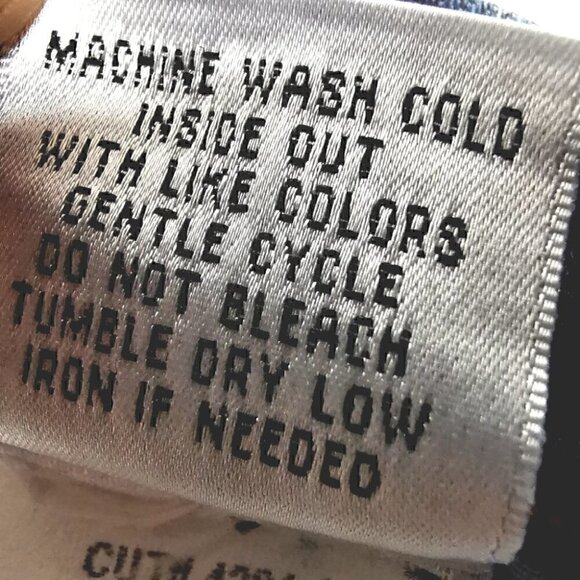 MACHINE WASH COLD
INSIDE OUT
WITH LIKE COLORS
GENTLE CYCLE
DO NOT BLEACH
TUMBLE DRY LOW
IRON IF NEEDED
CUT#